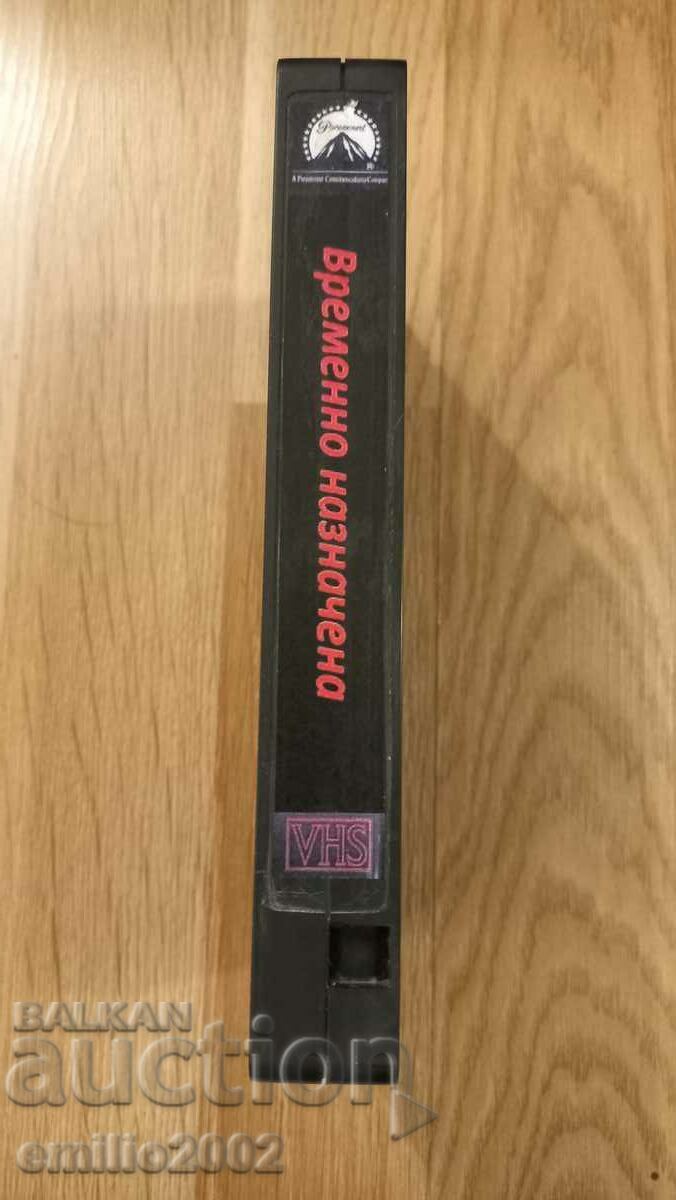 Paramount
A Paramount Communications Company
Временно назначена
VHS
BALKAN
auction
emilio2002